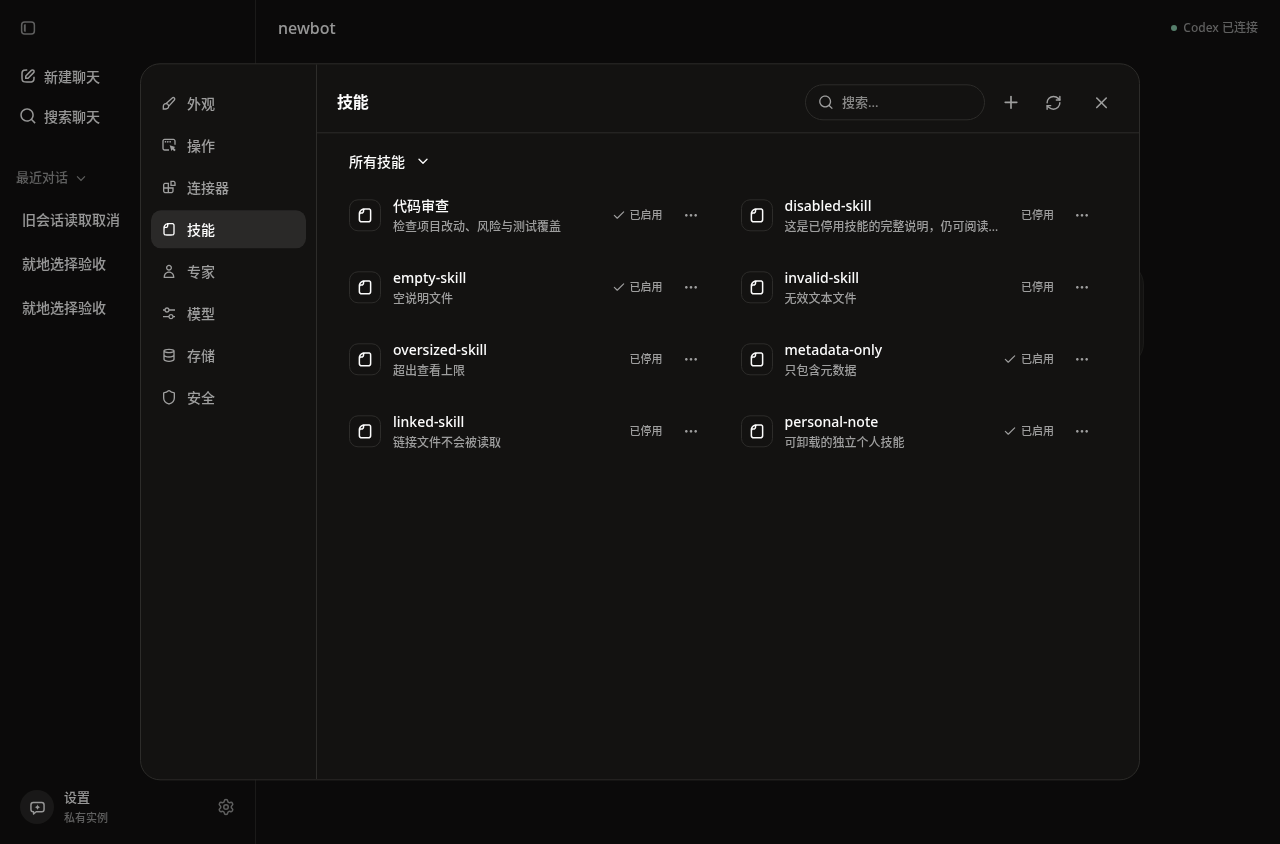 newbot
Codex 已连接
新建聊天
搜索聊天
最近对话
旧会话读取取消
就地选择验收
就地选择验收
设置
私有实例
外观
操作
连接器
技能
专家
模型
存储
安全
技能
搜索...
所有技能
代码审查
检查项目改动、风险与测试覆盖
已启用
disabled-skill
这是已停用技能的完整说明，仍可阅读...
已停用
empty-skill
空说明文件
已启用
invalid-skill
无效文本文件
已停用
oversized-skill
超出查看上限
已停用
metadata-only
只包含元数据
已启用
linked-skill
链接文件不会被读取
已停用
personal-note
可卸载的独立个人技能
已启用